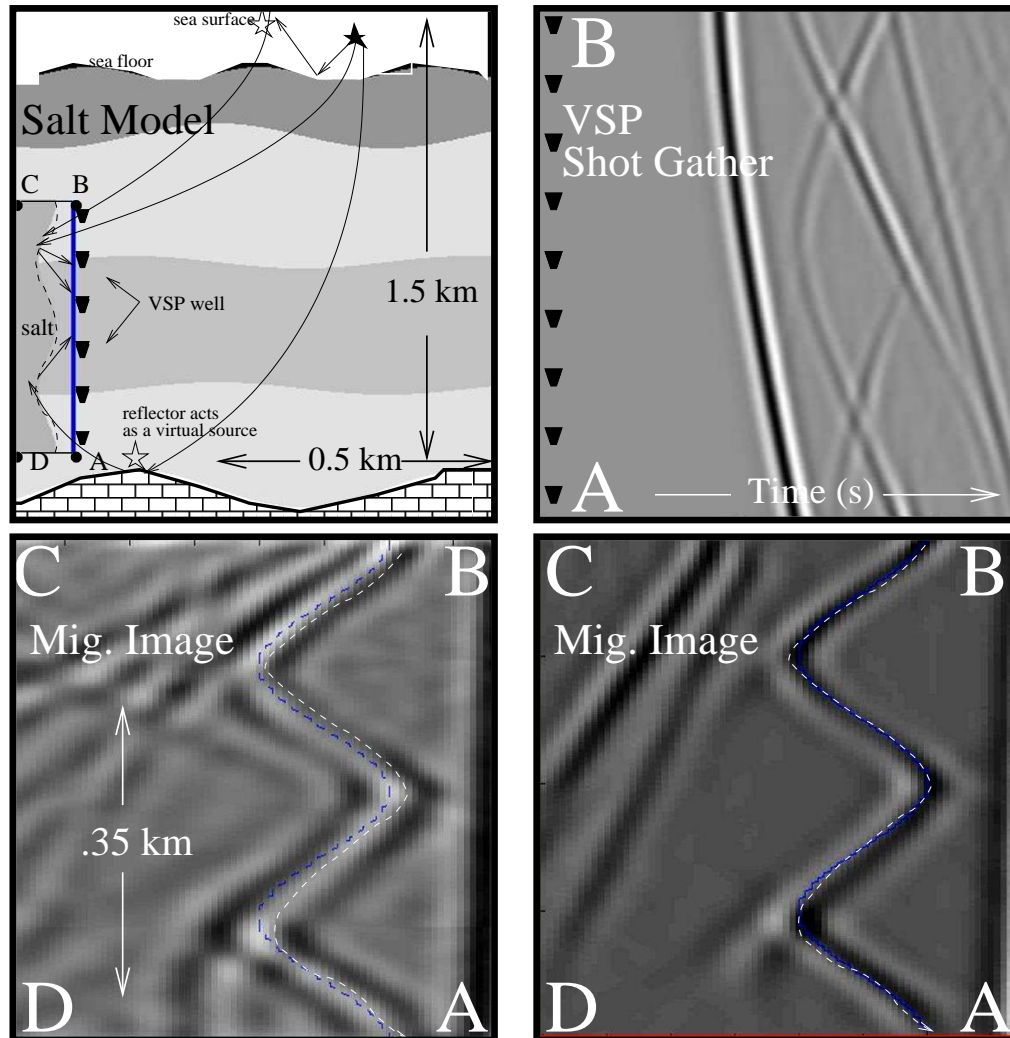 sea surface
sea floor
Salt Model
C
B
1.5 km
VSP well
salt
reflector acts
as a virtual source
D
A
0.5 km
B
VSP
Shot Gather
A
Time (s)
C
B
Mig. Image
.35 km
D
A
C
B
Mig. Image
D
A